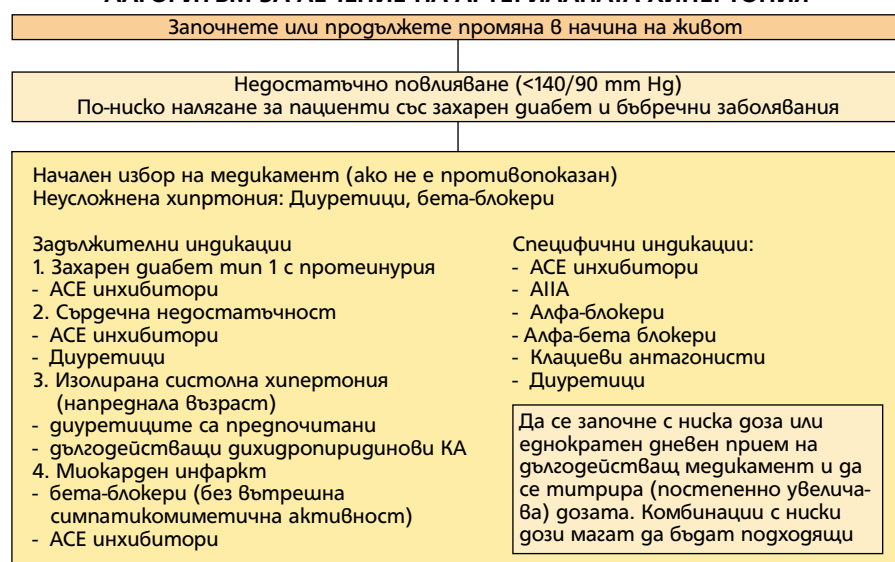 Започнете или продължете промяна в начина на живот
Недостатъчно повлияване (<140/90 mm Hg)
По-ниско налягане за пациенти със захарен диабет и бъбречни заболявания
Начален избор на медикамент (ако не е противопоказан)
Неусложнена хипртония: Диуретици, бета-блокери
Задължителни индикации
1. Захарен диабет тип 1 с протеинурия
- АСЕ инхибитори
2. Сърдечна недостатъчност
- АСЕ инхибитори
- Диуретици
3. Изолирана систолна хипертония
(напреднала възраст)
- диуретиците са предпочитани
- дългодействащи дихидропиридинови КА
4. Миокарден инфаркт
- бета-блокери (без вътрешна
симпатикомиметична активност)
- АСЕ инхибитори
Специфични индикации:
- АСЕ инхибитори
- AIIA
- Алфа-блокери
- Алфа-бета блокери
- Клациеви антагонисти
- Диуретици
Да се започне с ниска доза или
еднократен дневен прием на
дългодействащ медикамент и да
се титрира (постепенно увелича-
ва) дозата. Комбинации с ниски
дози магат да бъдат подходящи